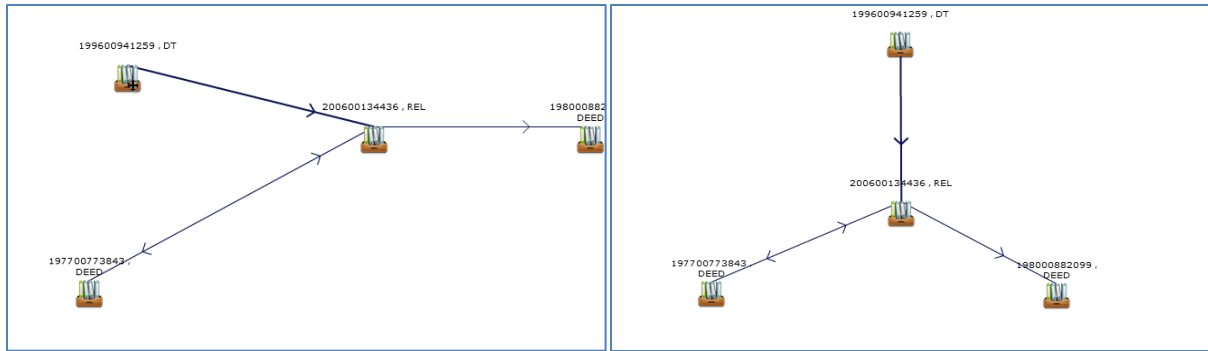 199600941259 , DT
200600134436 , REL
198000882
DEED
197700773843 ,
DEED
199600941259 , DT
200600134436 , REL
197700773843 ,
DEED
198000882099 ,
DEED